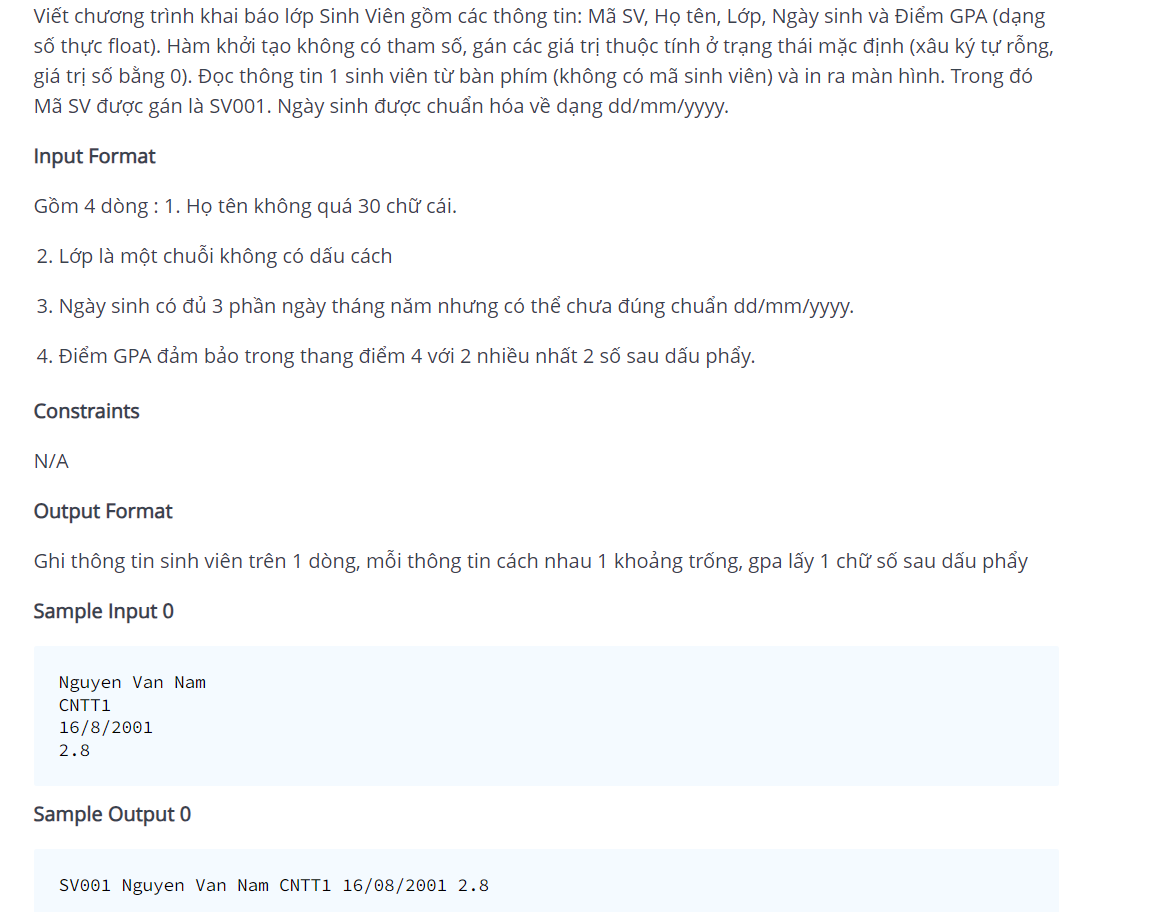 Viết chương trình khai báo lớp Sinh Viên gồm các thông tin: Mã SV, Họ tên, Lớp, Ngày sinh và Điểm GPA (dạng
số thực float). Hàm khởi tạo không có tham số, gán các giá trị thuộc tính ở trạng thái mặc định (xâu ký tự rỗng,
giá trị số bằng 0). Đọc thông tin 1 sinh viên từ bàn phím (không có mã sinh viên) và in ra màn hình. Trong đó
Mã SV được gán là SV001. Ngày sinh được chuẩn hóa về dạng dd/mm/yyyy.
Input Format
Gồm 4 dòng : 1. Họ tên không quá 30 chữ cái.
2. Lớp là một chuỗi không có dấu cách
3. Ngày sinh có đủ 3 phần ngày tháng năm nhưng có thể chưa đúng chuẩn dd/mm/yyyy.
4. Điểm GPA đảm bảo trong thang điểm 4 với 2 nhiều nhất 2 số sau dấu phẩy.
Constraints
N/A
Output Format
Ghi thông tin sinh viên trên 1 dòng, mỗi thông tin cách nhau 1 khoảng trống, gpa lấy 1 chữ số sau dấu phẩy
Sample Input 0
Nguyen Van Nam
CNTT1
16/8/2001
2.8
Sample Output 0
SV001 Nguyen Van Nam CNTT1 16/08/2001 2.8